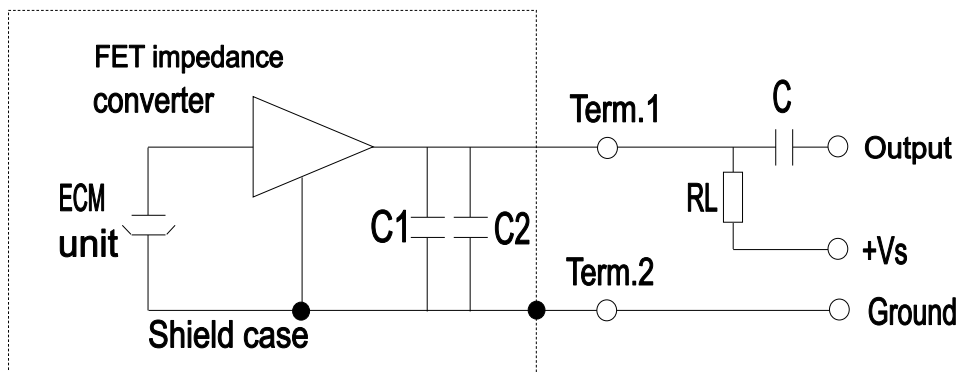 FET impedance
converter
Term.1
C
Output
ECM
unit
C1
C2
RL
+Vs
Term.2
Ground
Shield case